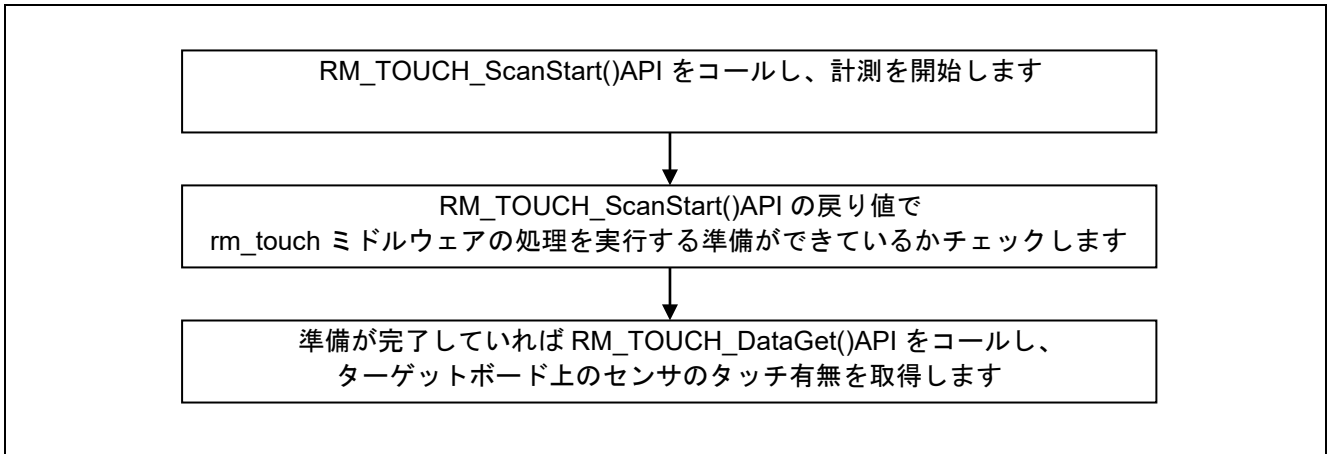 RM_TOUCH_ScanStart()API をコールし、計測を開始します
RM_TOUCH_ScanStart()API の戻り値で
rm_touch ミドルウェアの処理を実行する準備ができているかチェックします
準備が完了していれば RM_TOUCH_DataGet()API をコールし、
ターゲットボード上のセンサのタッチ有無を取得します